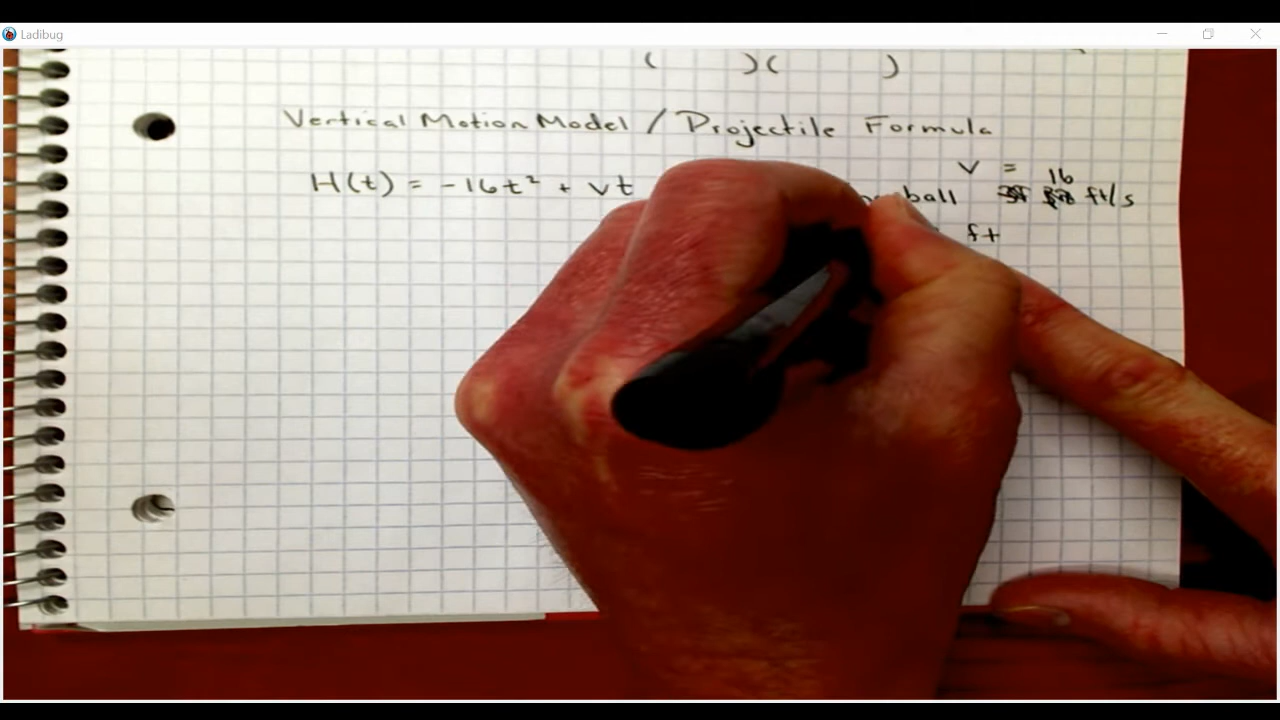 Ladibug
( )( )
Vertical Motion Model / Projectile Formula
V = 16
H(t) = -16t² + vt ball ft/s
ft